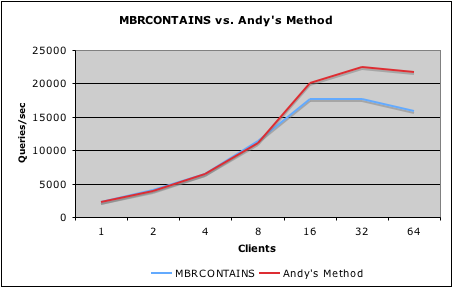 MBRCONTAINS vs. Andy's Method
25000
20000
15000
10000
5000
0
Queries/sec
1 2 4 8 16 32 64
Clients
MBRCONTAINS Andy's Method